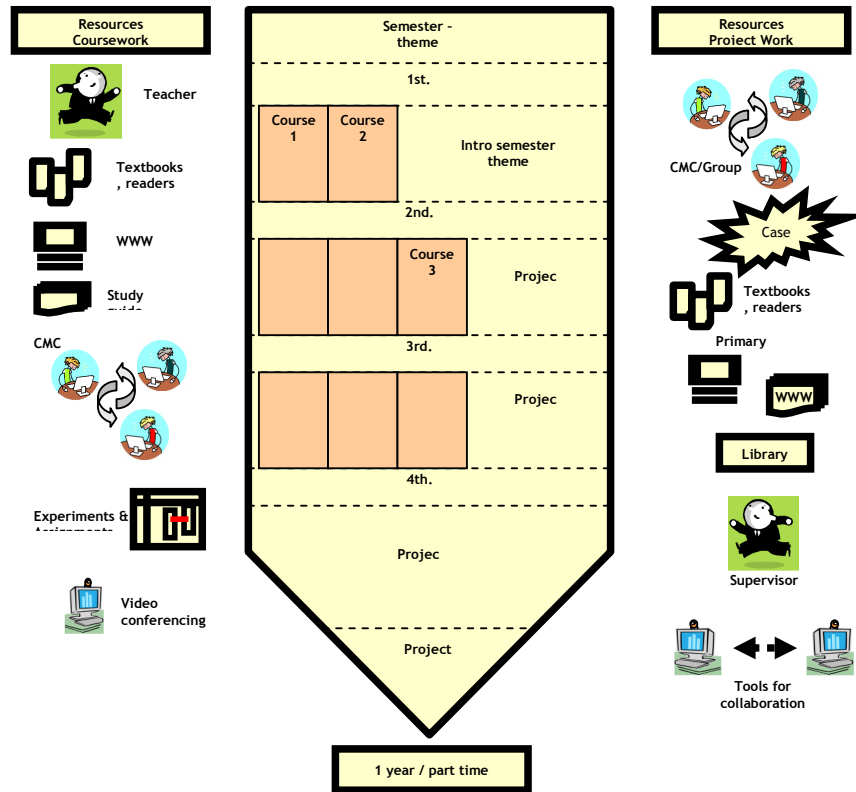 Resources
Coursework
Teacher
Textbooks
, readers
WWW
Study
CMC
Experiments &
Video
conferencing
Semester –
theme
1st.
Course
1
Course
2
Intro semester
theme
2nd.
Course
3
Projec
3rd.
Projec
4th.
Projec
Project
1 year / part time
Resources
Project Work
CMC/Group
Case
Textbooks
, readers
Primary
WWW
Library
Supervisor
Tools for
collaboration